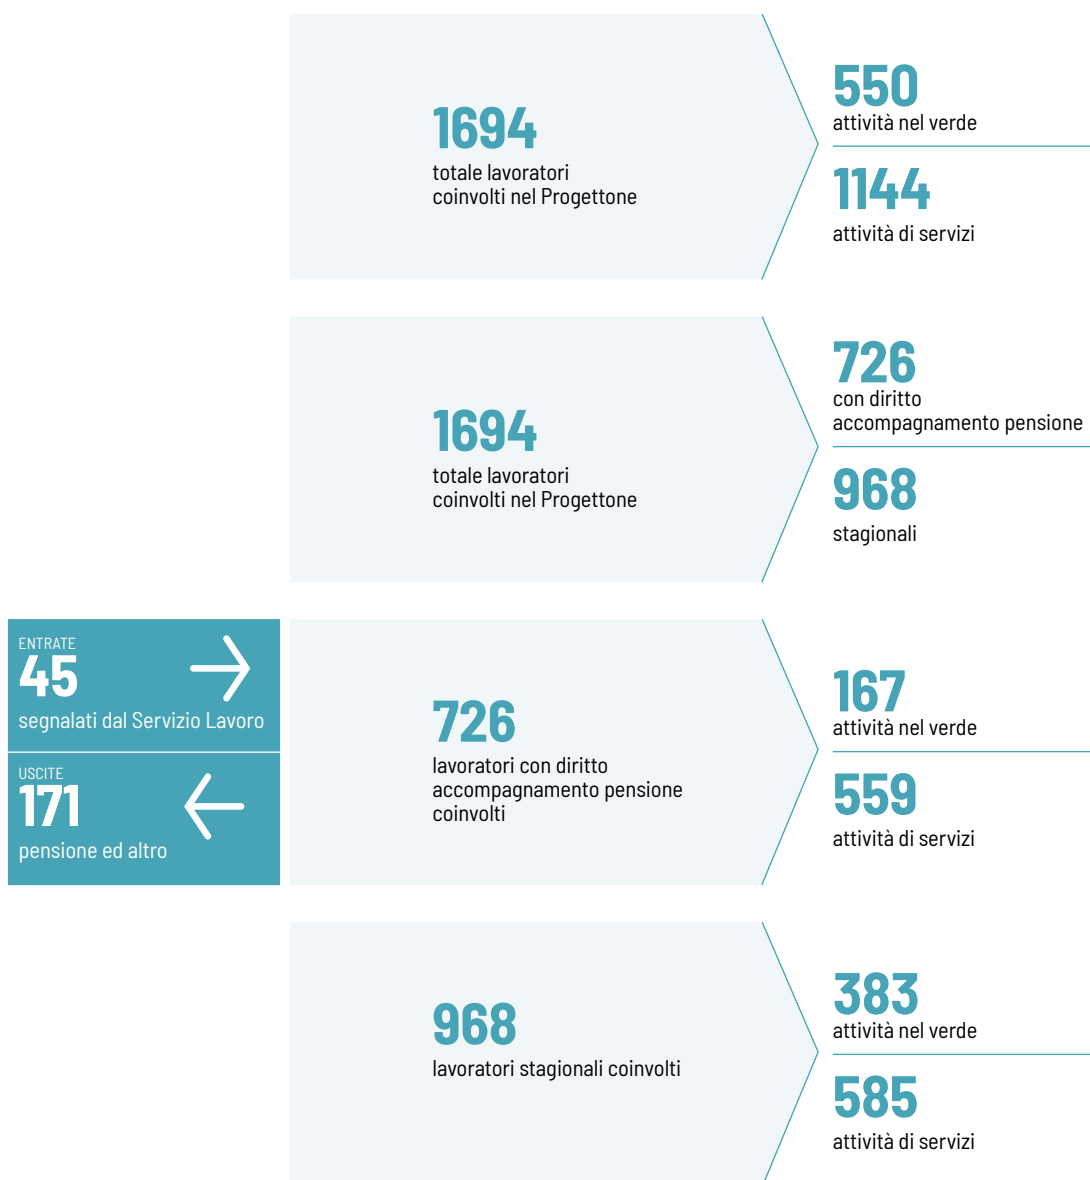 1694
totale lavoratori
coinvolti nel Progettone
550
attività nel verde
1144
attività di servizi
1694
totale lavoratori
coinvolti nel Progettone
726
con diritto
accompagnamento pensione
968
stagionali
ENTRATE
45
segnalati dal Servizio Lavoro
USCITE
171
pensione ed altro
726
lavoratori con diritto
accompagnamento pensione
coinvolti
167
attività nel verde
559
attività di servizi
968
lavoratori stagionali coinvolti
383
attività nel verde
585
attività di servizi